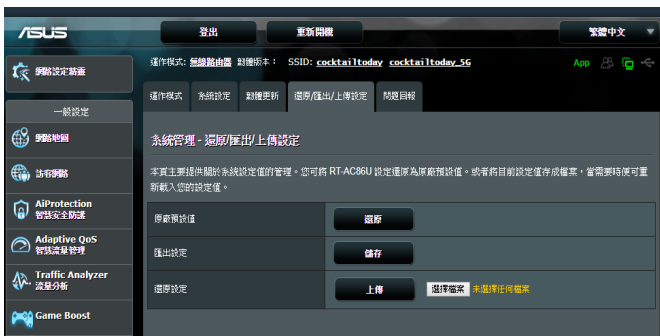 ASUS
登出
重新開機
繁體中文
網路設定精靈
運作模式: 無線路由器 韌體版本: SSID: cocktailtoday cocktailtoday_5G
App
運作模式
系統設定
韌體更新
還原/匯出/上傳設定
問題回報
一般設定
網路地圖
訪客網路
AiProtection
智慧安全防護
Adaptive QoS
智慧流量管理
Traffic Analyzer
流量分析
Game Boost
系統管理 - 還原/匯出/上傳設定
本頁主要提供關於系統設定值的管理。您可將 RT-AC86U 設定還原為原廠預設值。或者將目前設定值存成檔案,當需要時便可重
新載入您的設定值。
原廠預設值
還原
匯出設定
儲存
還原設定
上傳
選擇檔案 未選擇任何檔案